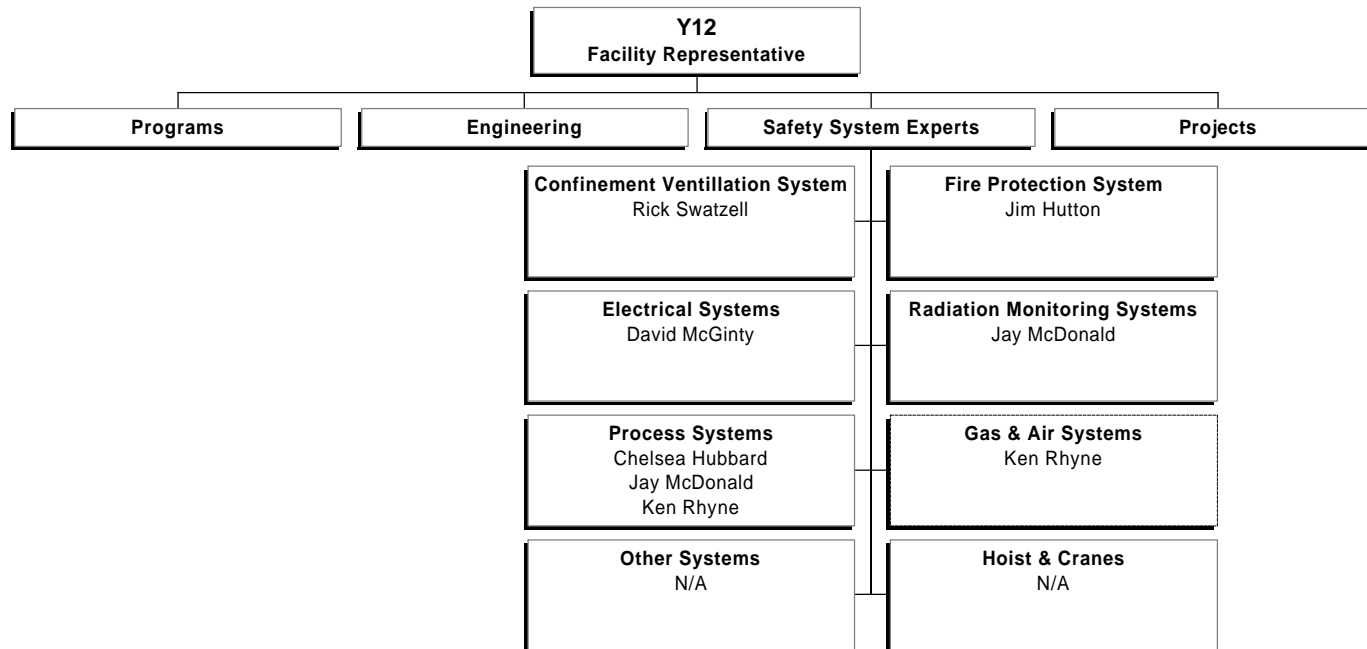 Y12
Facility Representative
Programs
Engineering
Safety System Experts
Projects
Confinement Ventillation System
Rick Swatzell
Fire Protection System
Jim Hutton
Electrical Systems
David McGinty
Radiation Monitoring Systems
Jay McDonald
Process Systems
Chelsea Hubbard
Jay McDonald
Ken Rhyne
Gas & Air Systems
Ken Rhyne
Other Systems
N/A
Hoist & Cranes
N/A